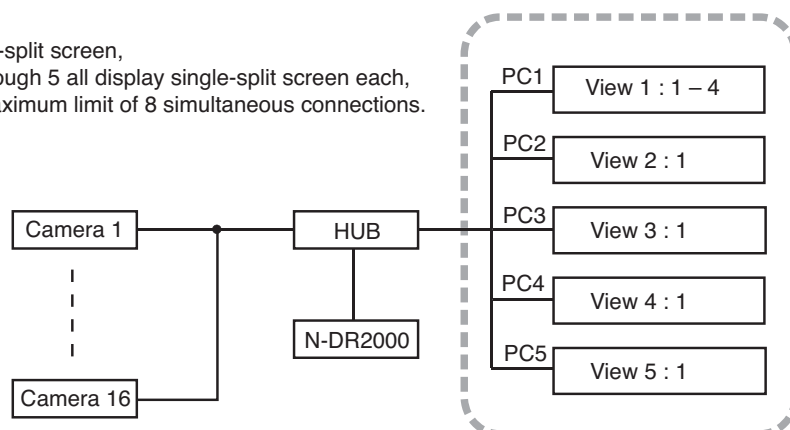 -split screen,
ough 5 all display single-split screen each,
aximum limit of 8 simultaneous connections.
PC1
View 1 : 1 – 4
PC2
View 2 : 1
Camera 1
HUB
PC3
View 3 : 1
PC4
View 4 : 1
N-DR2000
PC5
View 5 : 1
Camera 16